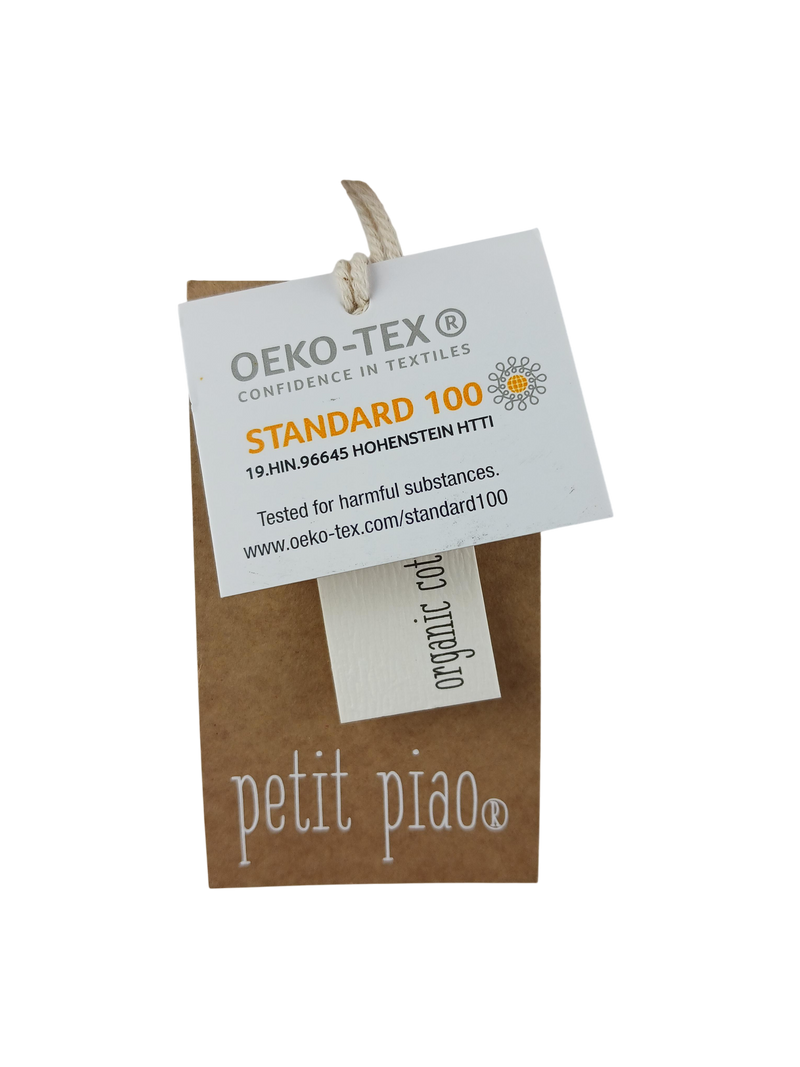 OEKO-TEX®
CONFIDENCE IN TEXTILES
STANDARD 100
19.HIN.96645 HOHENSTEIN HTTI
Tested for harmful substances.
www.oeko-tex.com/standard100
organic cot
petit piao®